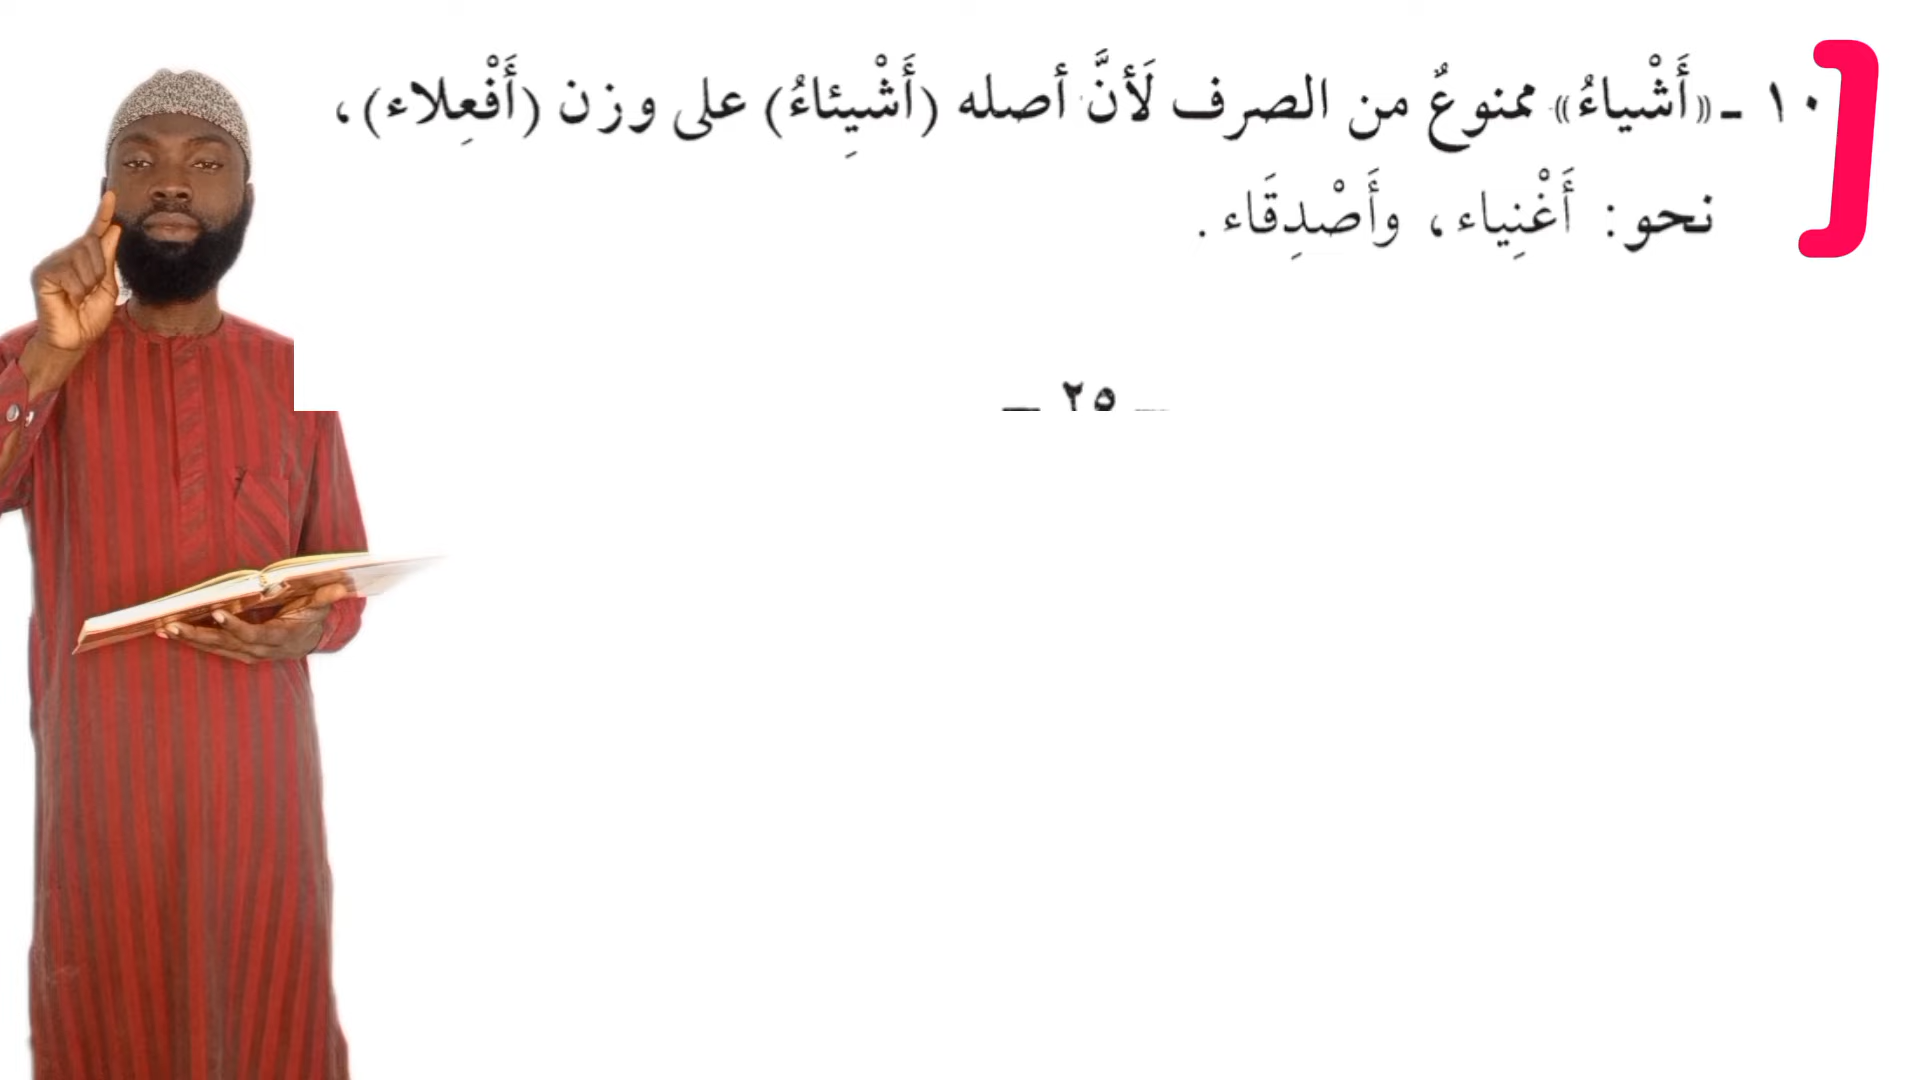 ١٠ ـ «أَشْياءُ» ممنوعٌ من الصرف لَأنَّ أصله (أَشْيِئاءُ) على وزن (أَفْعِلاء)،
نحو: أَغْنِياء، وأَصْدِقَاء.
ـ ٢٥ ـ